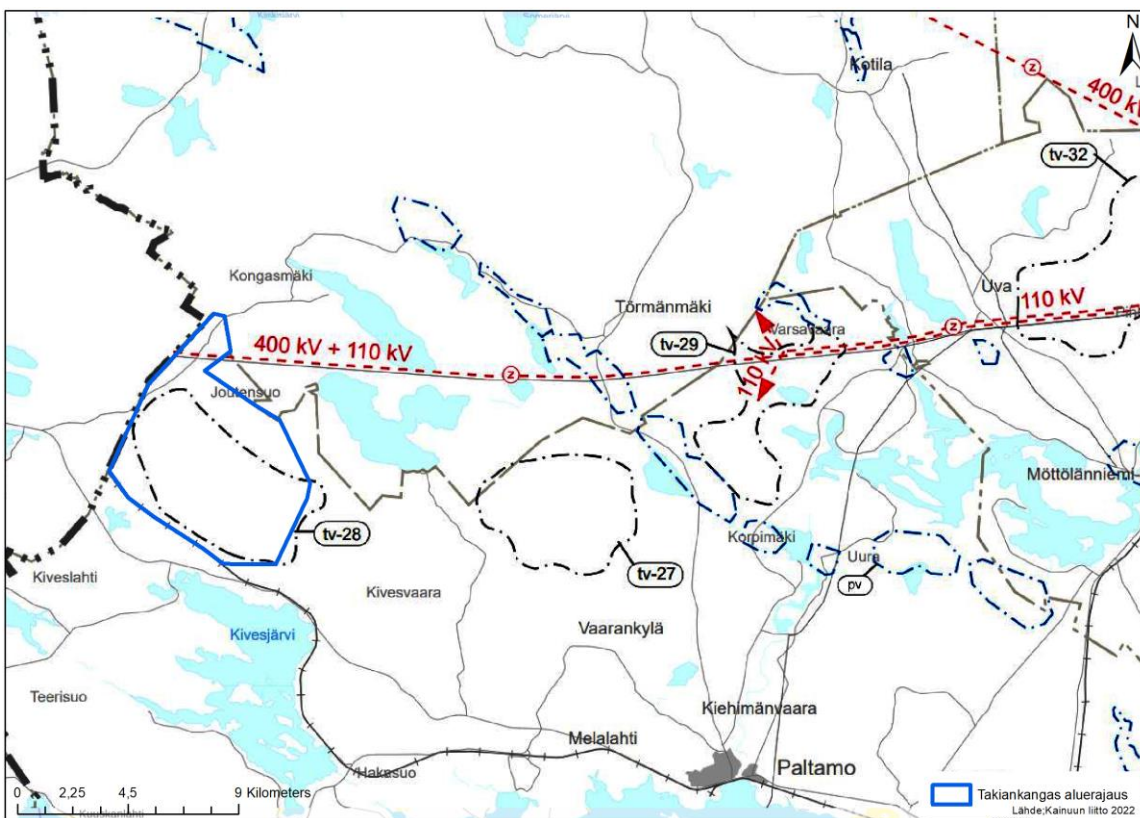 N
Kotila
400 kV
tv-32
Kongasmäki
Törmänmäki
Uva
110 kV
Varsavaara
tv-29
400 kV + 110 kV
z
z
z
110 kV
Joutensuo
Möttölänniemi
tv-28
tv-27
Korpimäki
Uura
pv
Kiveslahti
Kivesvaara
Kivesjärvi
Vaarankylä
Teerisuo
Kiehimänvaara
Melalahti
Hakasuo
Paltamo
0 2,25 4,5 9 Kilometers
Takiankangas aluerajaus
Lähde;Kainuun liitto 2022